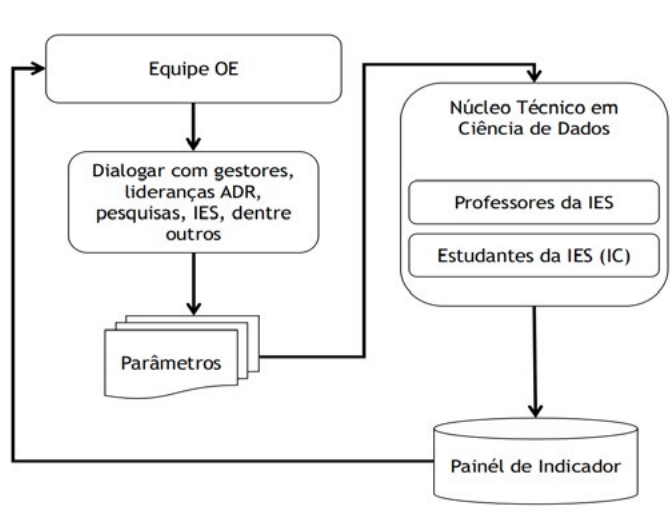 Equipe OE
Dialogar com gestores,
lideranças ADR,
pesquisas, IES, dentre
outros
Parâmetros
Núcleo Técnico em
Ciência de Dados
Professores da IES
Estudantes da IES (IC)
Painél de Indicador